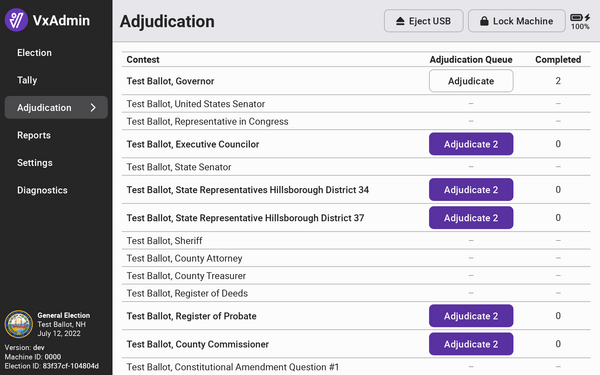 VxAdmin
Adjudication
Eject USB
Lock Machine
100%
Election
Tally
Adjudication
Reports
Settings
Diagnostics
Contest Adjudication Queue Completed
Test Ballot, Governor Adjudicate 2
Test Ballot, United States Senator – –
Test Ballot, Representative in Congress – –
Test Ballot, Executive Councilor Adjudicate 2 0
Test Ballot, State Senator – –
Test Ballot, State Representatives Hillsborough District 34 Adjudicate 2 0
Test Ballot, State Representative Hillsborough District 37 Adjudicate 2 0
Test Ballot, Sheriff – –
Test Ballot, County Attorney – –
Test Ballot, County Treasurer – –
Test Ballot, Register of Deeds – –
Test Ballot, Register of Probate Adjudicate 2 0
Test Ballot, County Commissioner Adjudicate 2 0
Test Ballot, Constitutional Amendment Question #1 – –
General Election
Test Ballot, NH
July 12, 2022
Version: dev
Machine ID: 0000
Election ID: 83f37cf-104804d